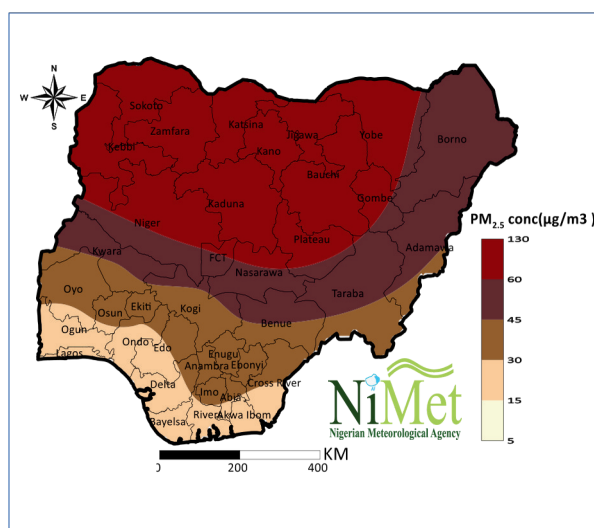 N
W E
S
Sokoto
Katsina
Zamfara
Jigawa
Yobe
Borno
Kano
Kebbi
Bauchi
Kaduna
Gombe
Niger
PM2.5 conc(µg/m3 )
Plateau
130
Adamawa
Kwara
FCT
Nasarawa
60
Taraba
Oyo
Ekiti
Kogi
45
Osun
Benue
Ogun
Ondo
Edo
Enugu
30
Lagos
Anambra
Ebonyi
Delta
Cross River
Imo
Abia
15
Bayelsa
River
Akwa Ibom
NiMet
Nigerian Meteorological Agency
5
KM
0 200 400